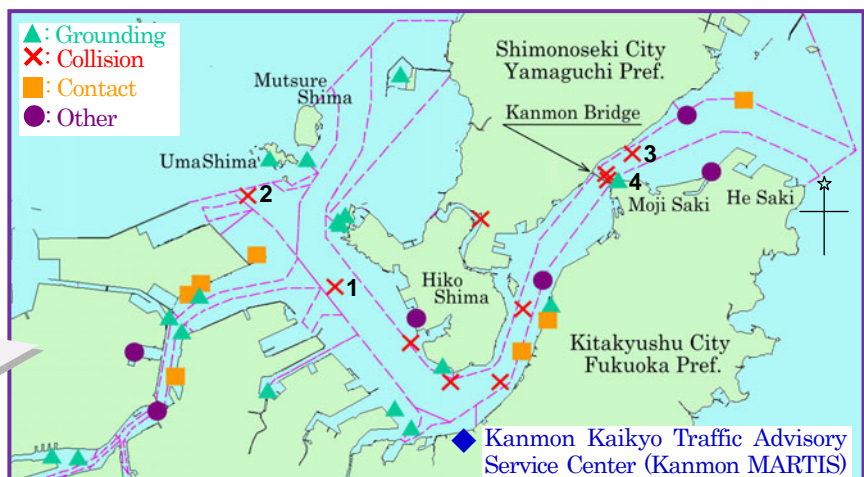 : Grounding
: Collision
: Contact
: Other
Mutsure
Shima
Shimonoseki City
Yamaguchi Pref.
Kanmon Bridge
UmaShima
2
3
4
Moji Saki
He Saki
1
Hiko
Shima
Kitakyushu City
Fukuoka Pref.
Kanmon Kaikyo Traffic Advisory
Service Center (Kanmon MARTIS)